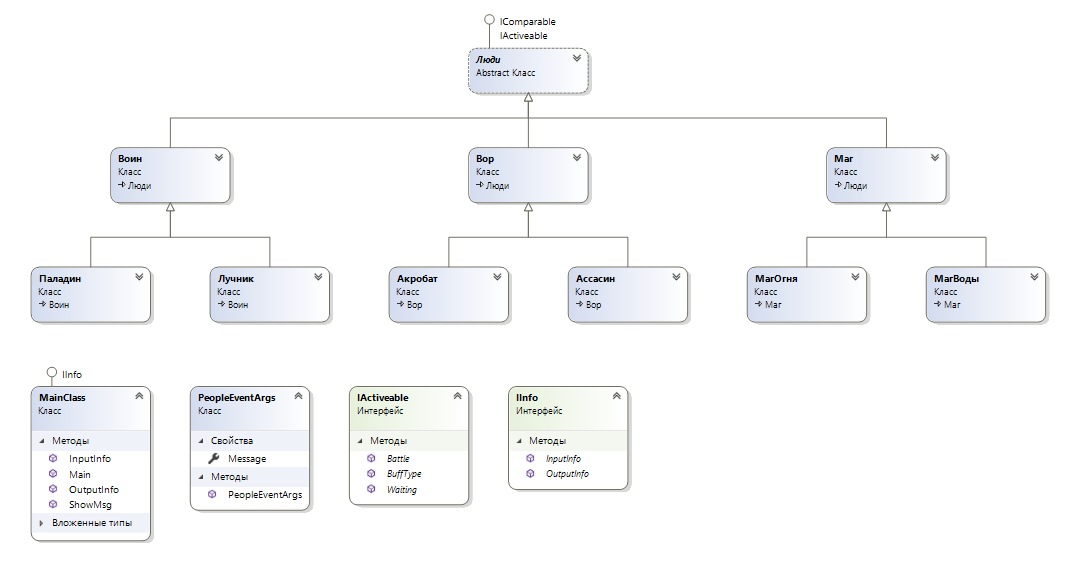 IComparable
IActiveable
Люди
Abstract Класс
Воин
Класс
Люди
Вор
Класс
Люди
Маг
Класс
Люди
Паладин
Класс
Воин
Лучник
Класс
Воин
Акробат
Класс
Вор
Ассасин
Класс
Вор
МагОгня
Класс
Маг
МагВоды
Класс
Маг
IInfo
MainClass
Класс
Методы
InputInfo
Main
OutputInfo
ShowMsg
Вложенные типы
PeopleEventArgs
Класс
Свойства
Message
Методы
PeopleEventArgs
IActiveable
Интерфейс
Методы
Battle
BuffType
Waiting
IInfo
Интерфейс
Методы
InputInfo
OutputInfo